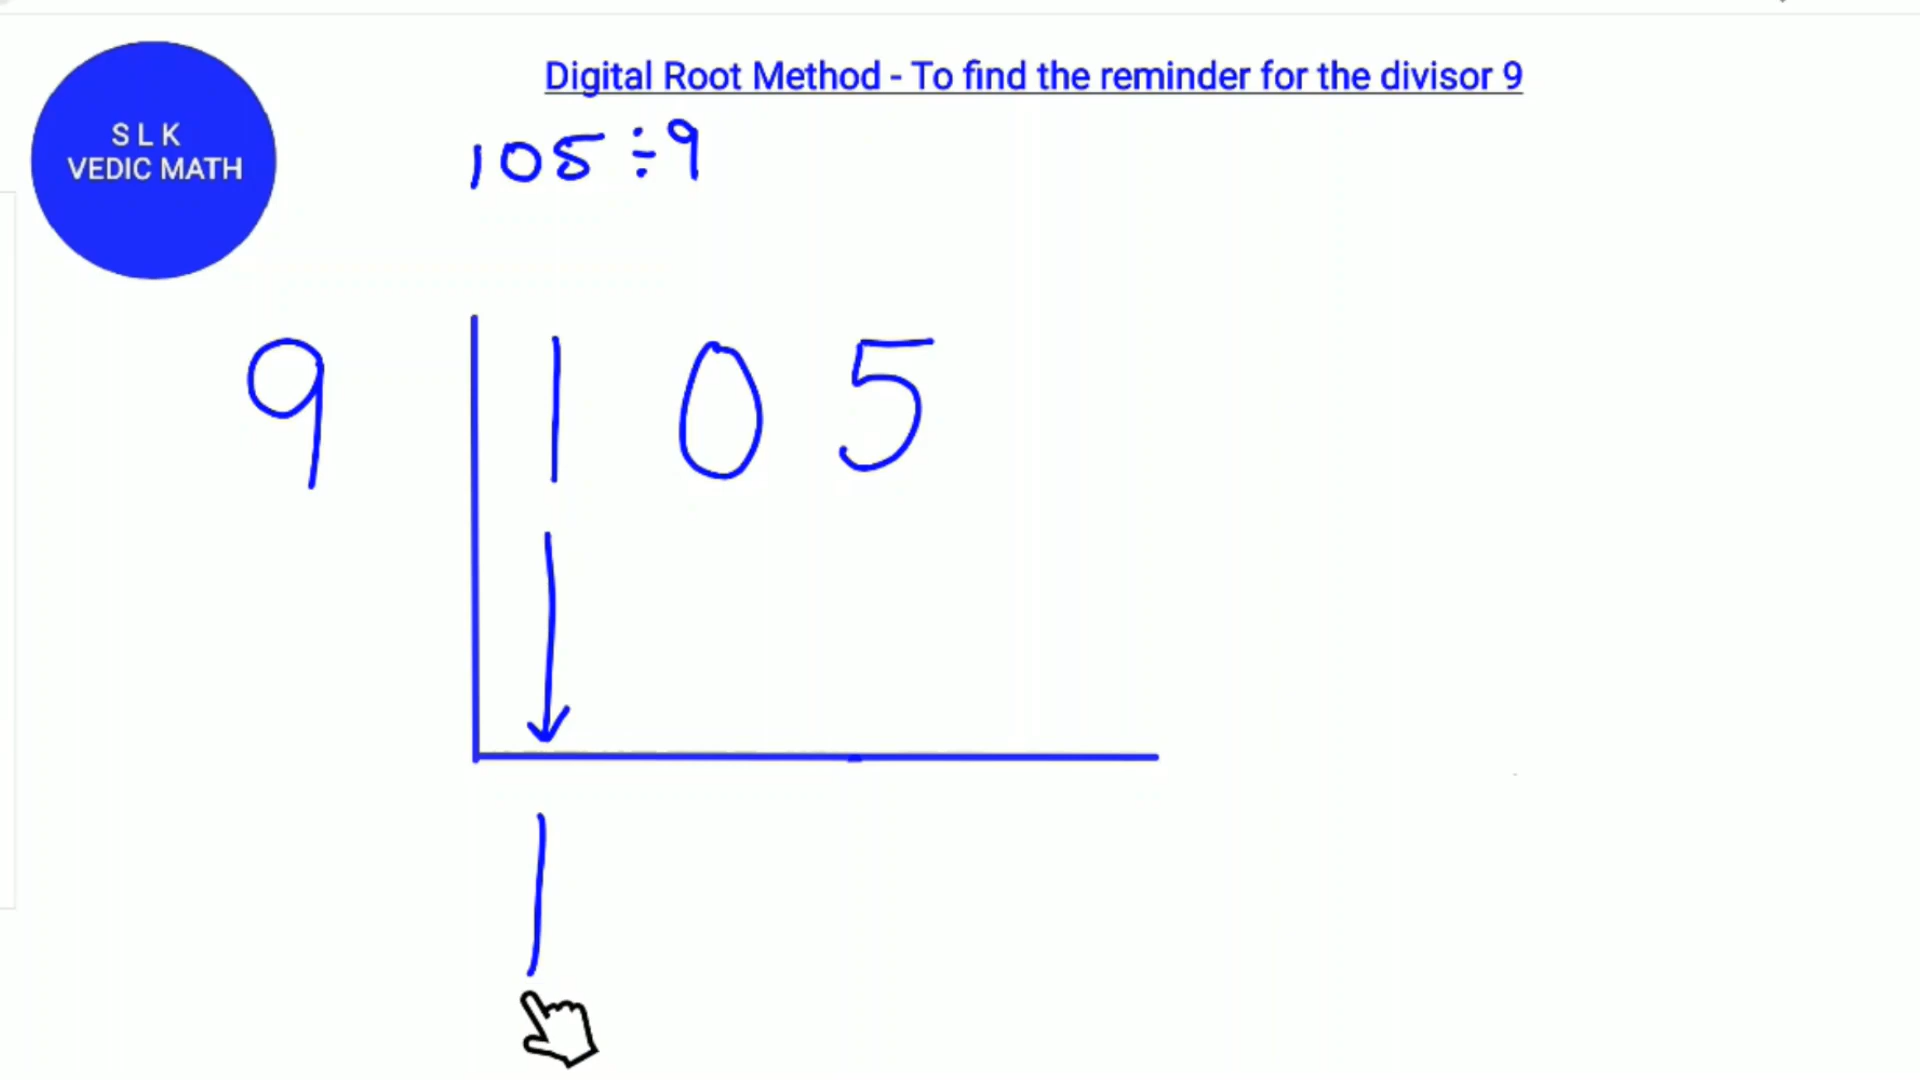 Digital Root Method - To find the reminder for the divisor 9
S L K
VEDIC MATH
105 ÷ 9
9 1 0 5
1